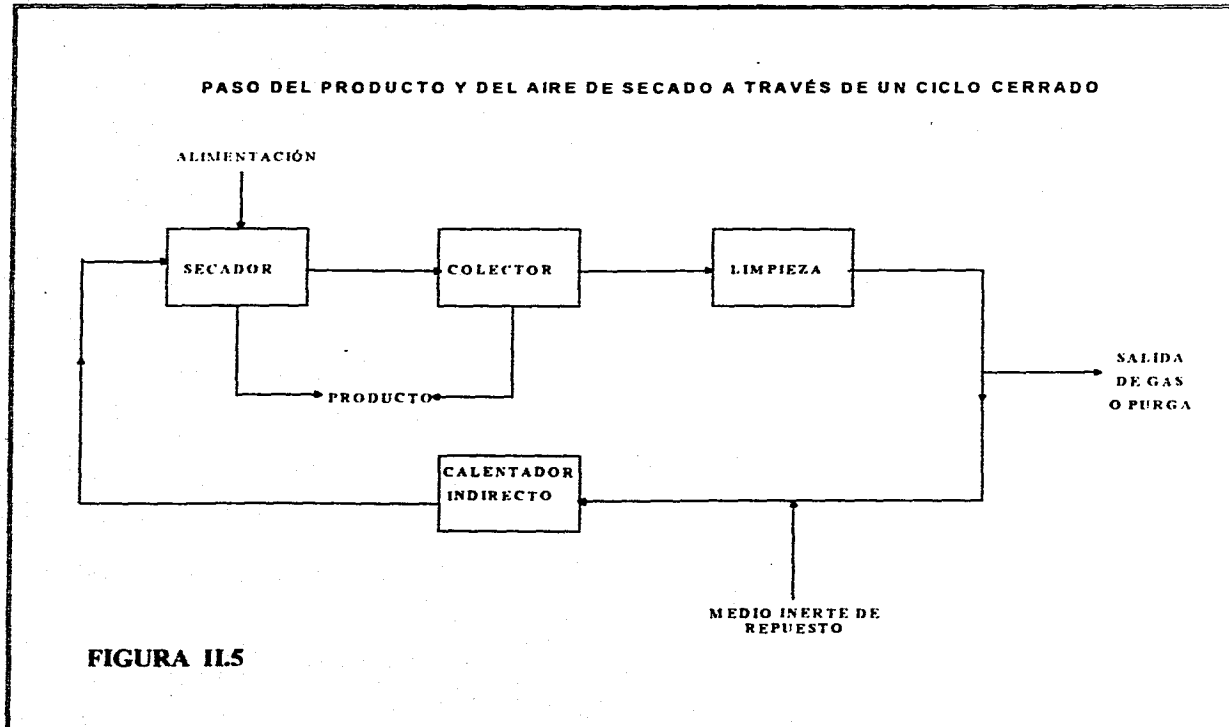 PASO DEL PRODUCTO Y DEL AIRE DE SECADO A TRAVÉS DE UN CICLO CERRADO
ALIMENTACIÓN
SECADOR
COLECTOR
LIMPIEZA
SALIDA
DE GAS
O PURGA
PRODUCTO
CALENTADOR
INDIRECTO
MEDIO INERTE DE
REPUESTO
FIGURA II.5